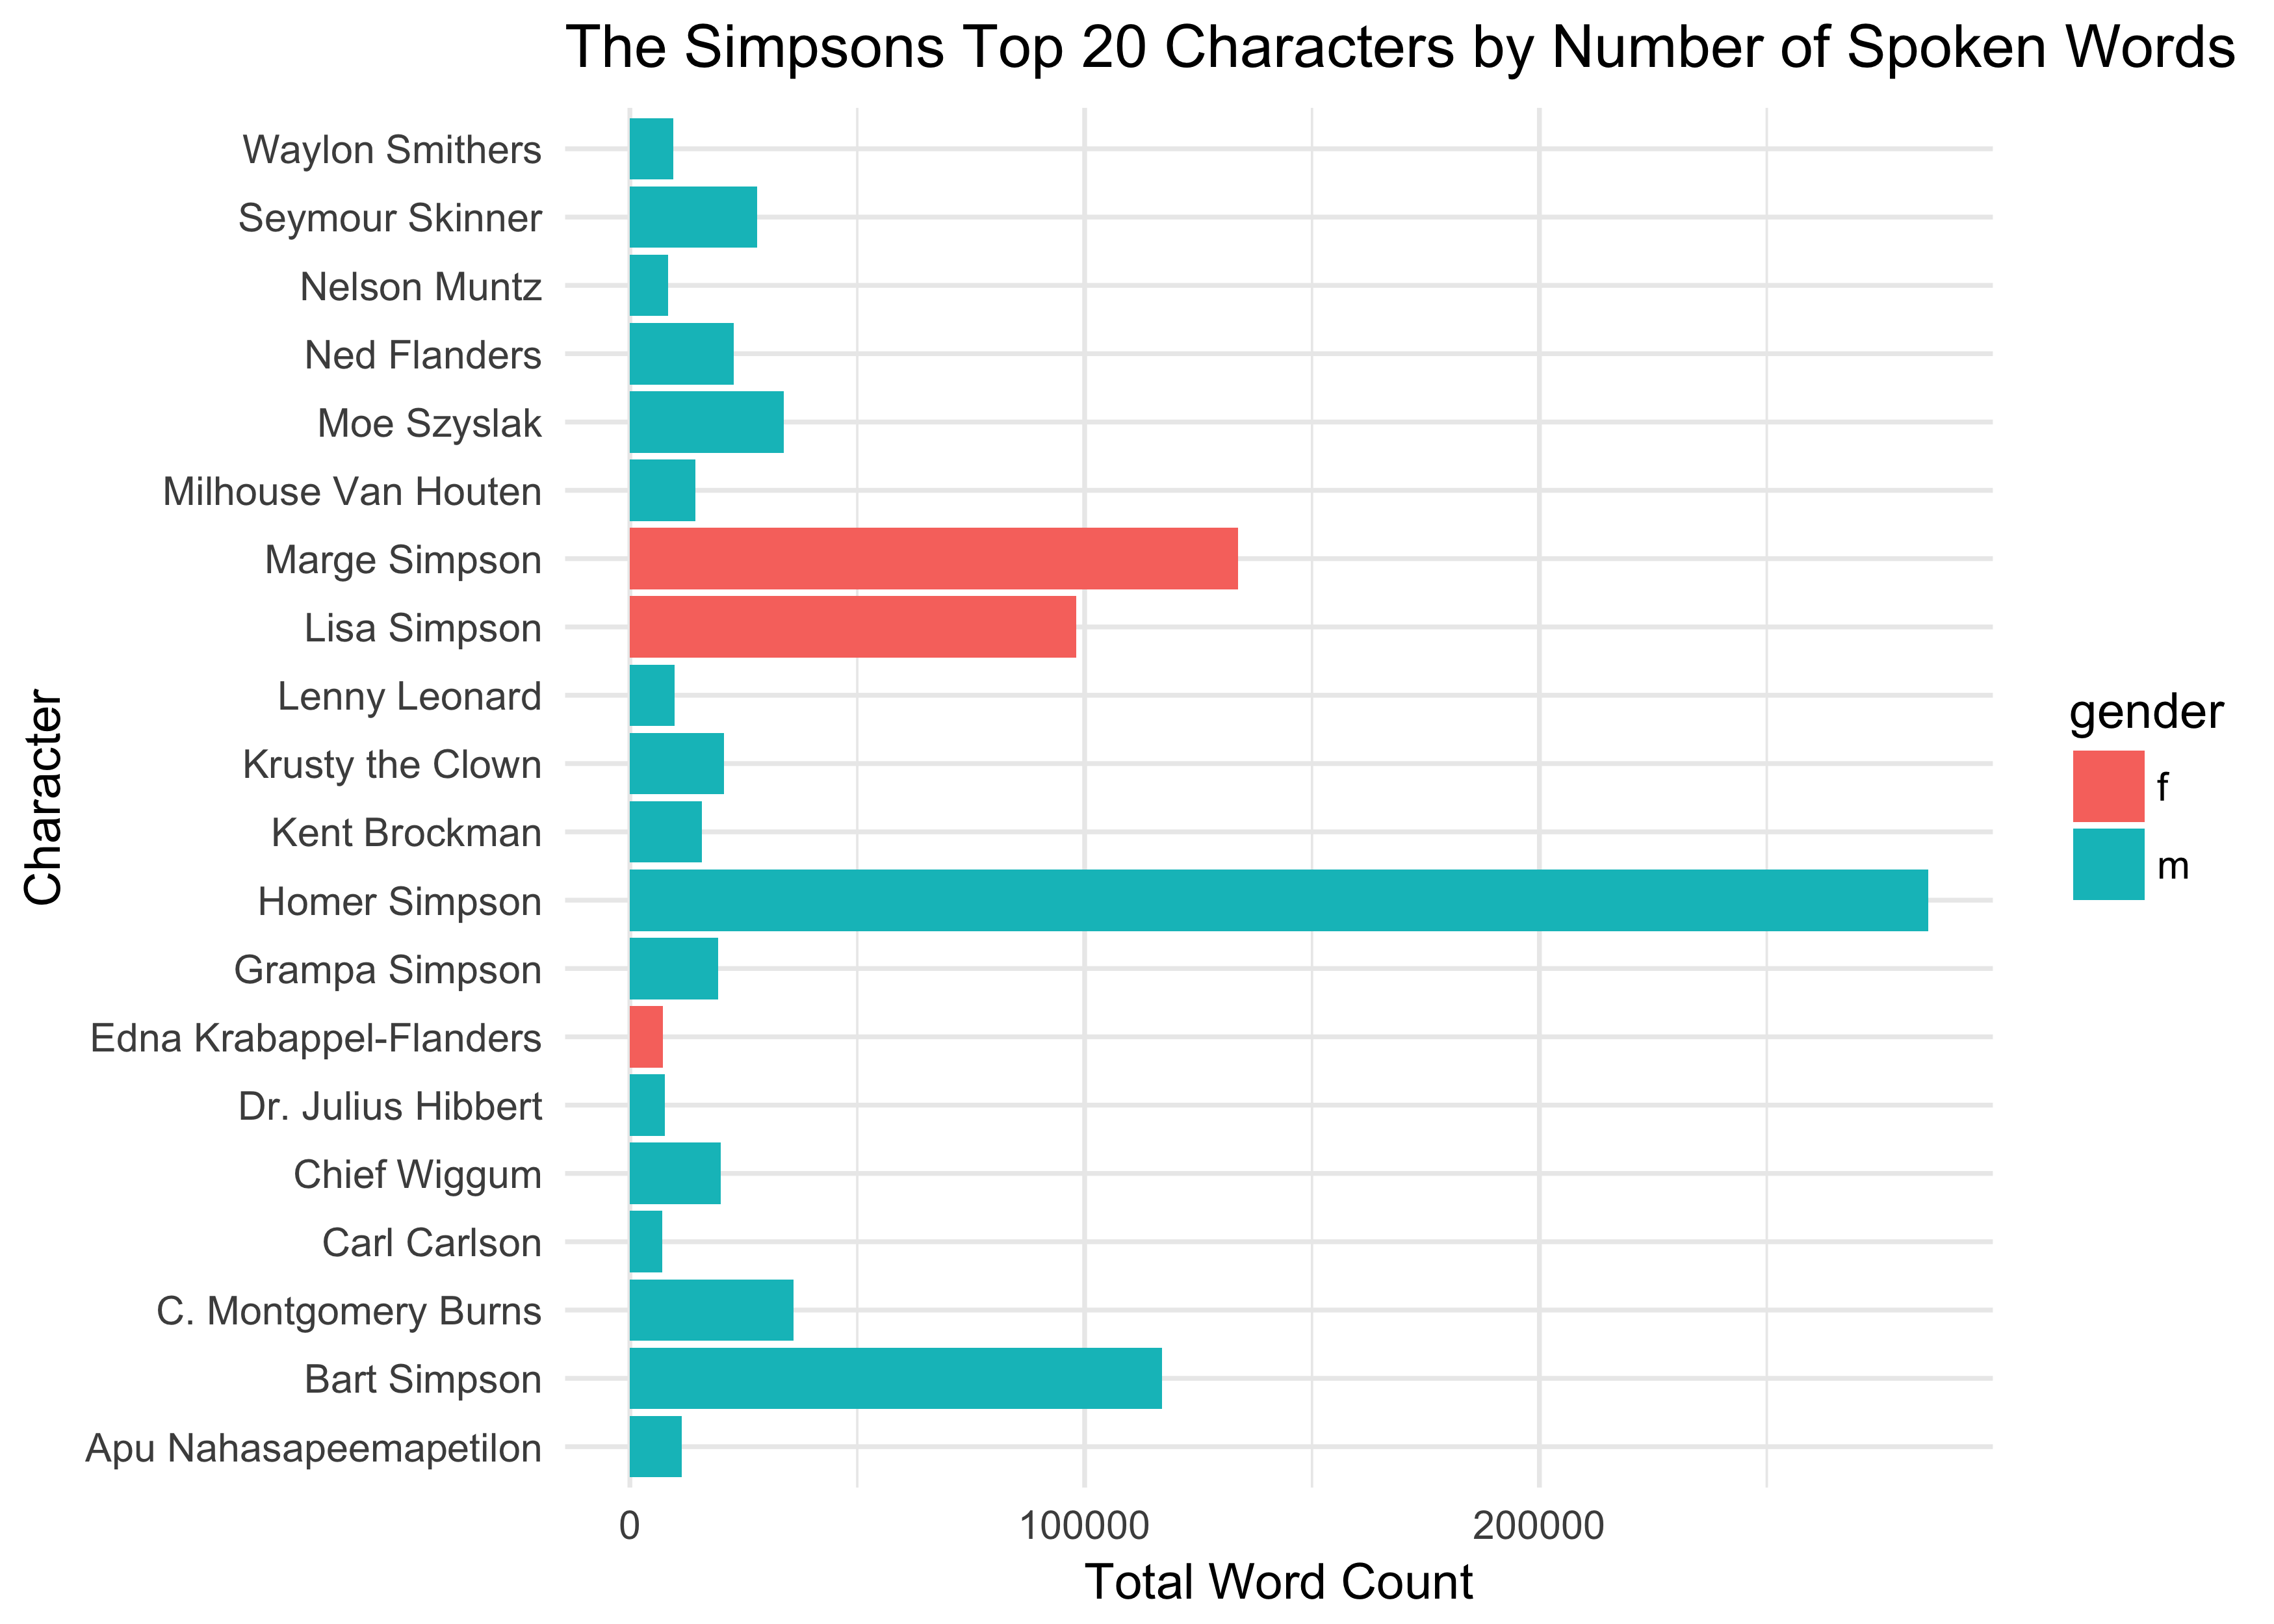 The Simpsons Top 20 Characters by Number of Spoken Words
Character
Waylon Smithers
Seymour Skinner
Nelson Muntz
Ned Flanders
Moe Szyslak
Milhouse Van Houten
Marge Simpson
Lisa Simpson
Lenny Leonard
Krusty the Clown
Kent Brockman
Homer Simpson
Grampa Simpson
Edna Krabappel-Flanders
Dr. Julius Hibbert
Chief Wiggum
Carl Carlson
C. Montgomery Burns
Bart Simpson
Apu Nahasapeemapetilon
0 100000 200000
Total Word Count
gender
f
m